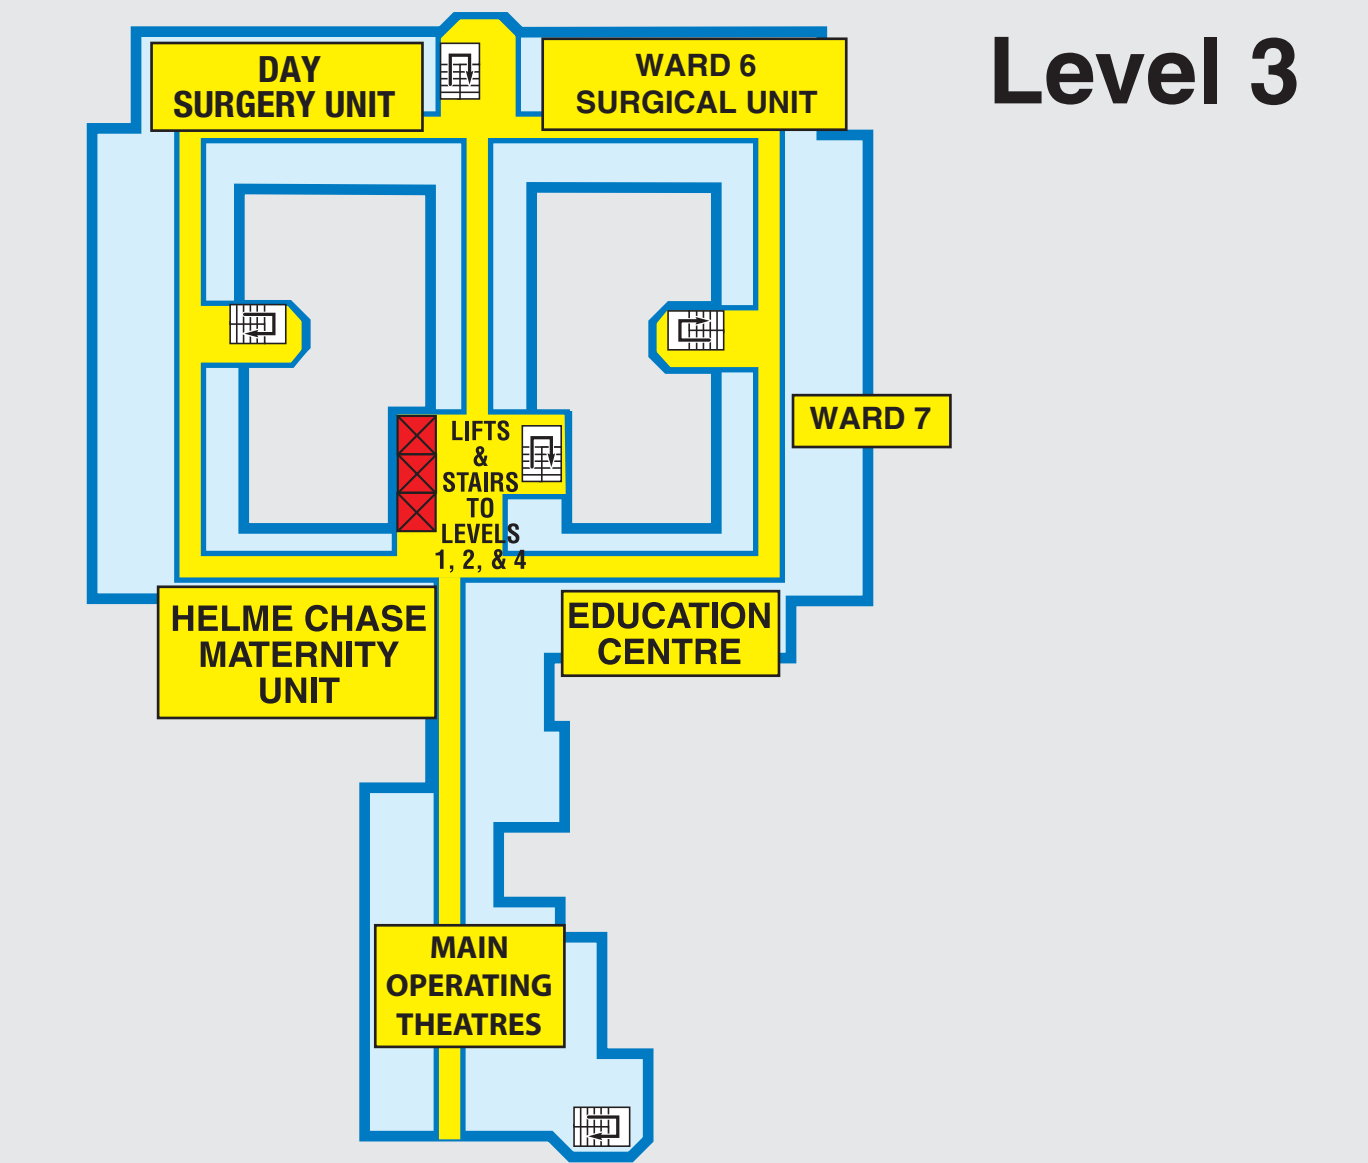 Level 3
DAY
SURGERY UNIT
WARD 6
SURGICAL UNIT
WARD 7
LIFTS
&
STAIRS
TO
LEVELS
1, 2, & 4
HELME CHASE
MATERNITY
UNIT
EDUCATION
CENTRE
MAIN
OPERATING
THEATRES